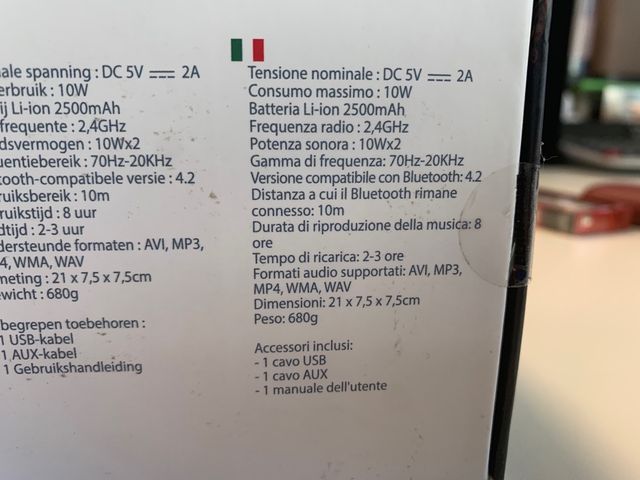 ale spanning : DC 5V 2A
erbruik : 10W
ij Li-ion 2500mAh
frequente : 2,4GHz
dsvermogen : 10Wx2
uentiebereik : 70Hz-20KHz
tooth-compatibele versie : 4.2
ruiksbereik : 10m
ruikstijd : 8 uur
dtijd : 2-3 uur
dersteunde formaten : AVI, MP3,
4, WMA, WAV
meting : 21 x 7,5 x 7,5cm
ewicht : 680g
begrepen toebehoren :
1 USB-kabel
1 AUX-kabel
1 Gebruikshandleiding
Tensione nominale : DC 5V 2A
Consumo massimo : 10W
Batteria Li-ion 2500mAh
Frequenza radio : 2,4GHz
Potenza sonora : 10Wx2
Gamma di frequenza: 70Hz-20KHz
Versione compatibile con Bluetooth: 4.2
Distanza a cui il Bluetooth rimane
connesso: 10m
Durata di riproduzione della musica: 8
ore
Tempo di ricarica: 2-3 ore
Formati audio supportati: AVI, MP3,
MP4, WMA, WAV
Dimensioni: 21 x 7,5 x 7,5cm
Peso: 680g
Accessori inclusi:
- 1 cavo USB
- 1 cavo AUX
- 1 manuale dell'utente